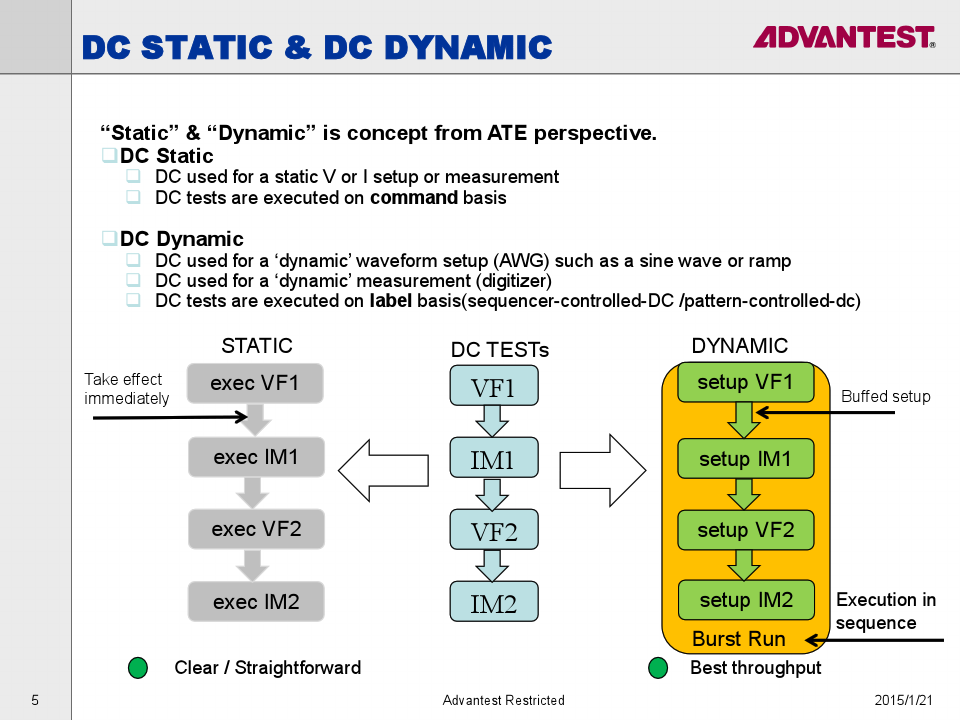 DC STATIC & DC DYNAMIC
ADVANTEST®
“Static” & “Dynamic” is concept from ATE perspective.
DC Static
DC used for a static V or I setup or measurement
DC tests are executed on command basis
DC Dynamic
DC used for a ‘dynamic’ waveform setup (AWG) such as a sine wave or ramp
DC used for a ‘dynamic’ measurement (digitizer)
DC tests are executed on label basis(sequencer-controlled-DC /pattern-controlled-dc)
STATIC
Take effect
immediately
exec VF1
exec IM1
exec VF2
exec IM2
Clear / Straightforward
DC TESTs
VF1
IM1
VF2
IM2
DYNAMIC
setup VF1
Buffed setup
setup IM1
setup VF2
setup IM2
Execution in
sequence
Burst Run
Best throughput
5
Advantest Restricted
2015/1/21